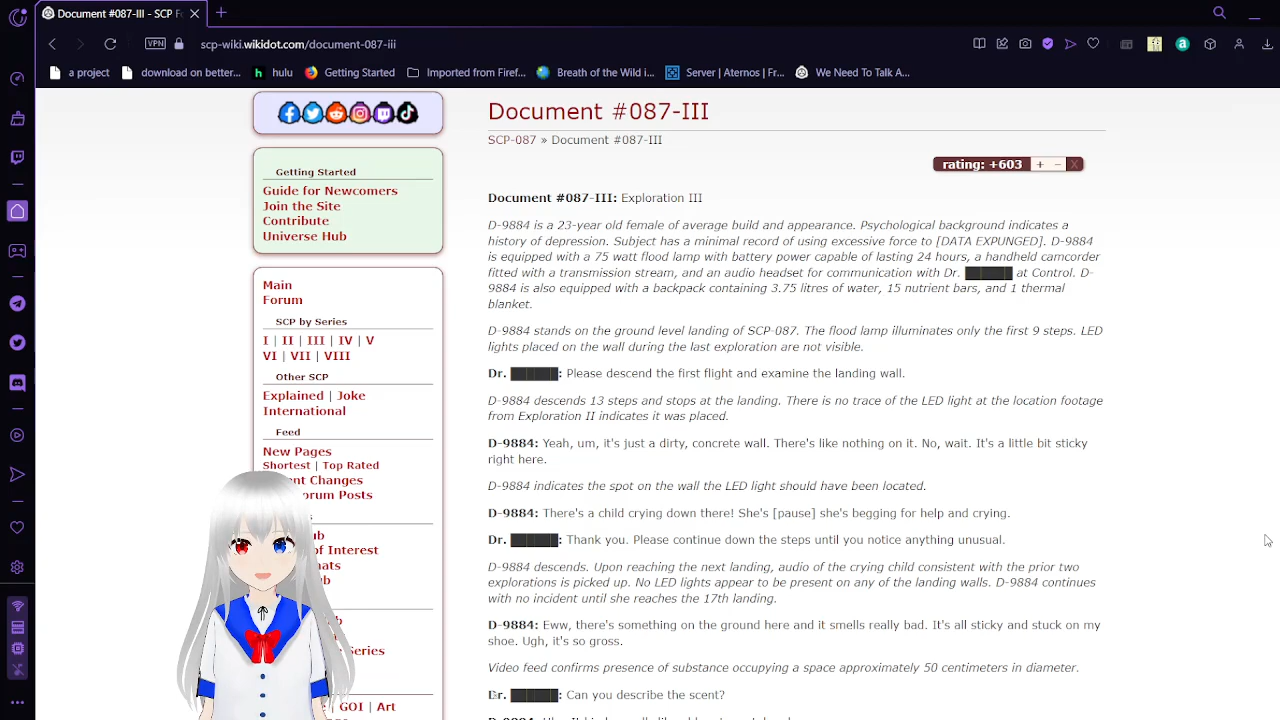 Document #087-III - SCP F
scp-wiki.wikidot.com/document-087-iii
VPN
a project
download on better...
hulu
Getting Started
Imported from Firef...
Breath of the Wild i...
Server | Aternos | Fr...
We Need To Talk A...
Getting Started
Guide for Newcomers
Join the Site
Contribute
Universe Hub
Main
Forum
SCP by Series
I | II | III | IV | V
VI | VII | VIII
Other SCP
Explained | Joke
International
Feed
New Pages
Shortest | Top Rated
ent Changes
orum Posts
s
ub
of Interest
mats
ub
b
Series
GOI | Art
Document #087-III
SCP-087 » Document #087-III
rating: +603 + – X
Document #087-III: Exploration III
D-9884 is a 23-year old female of average build and appearance. Psychological background indicates a
history of depression. Subject has a minimal record of using excessive force to [DATA EXPUNGED]. D-9884
is equipped with a 75 watt flood lamp with battery power capable of lasting 24 hours, a handheld camcorder
fitted with a transmission stream, and an audio headset for communication with Dr. ██████ at Control. D-
9884 is also equipped with a backpack containing 3.75 litres of water, 15 nutrient bars, and 1 thermal
blanket.
D-9884 stands on the ground level landing of SCP-087. The flood lamp illuminates only the first 9 steps. LED
lights placed on the wall during the last exploration are not visible.
Dr. ██████: Please descend the first flight and examine the landing wall.
D-9884 descends 13 steps and stops at the landing. There is no trace of the LED light at the location footage
from Exploration II indicates it was placed.
D-9884: Yeah, um, it's just a dirty, concrete wall. There's like nothing on it. No, wait. It's a little bit sticky
right here.
D-9884 indicates the spot on the wall the LED light should have been located.
D-9884: There's a child crying down there! She's [pause] she's begging for help and crying.
Dr. ██████: Thank you. Please continue down the steps until you notice anything unusual.
D-9884 descends. Upon reaching the next landing, audio of the crying child consistent with the prior two
explorations is picked up. No LED lights appear to be present on any of the landing walls. D-9884 continues
with no incident until she reaches the 17th landing.
D-9884: Eww, there's something on the ground here and it smells really bad. It's all sticky and stuck on my
shoe. Ugh, it's so gross.
Video feed confirms presence of substance occupying a space approximately 50 centimeters in diameter.
Dr. ██████: Can you describe the scent?